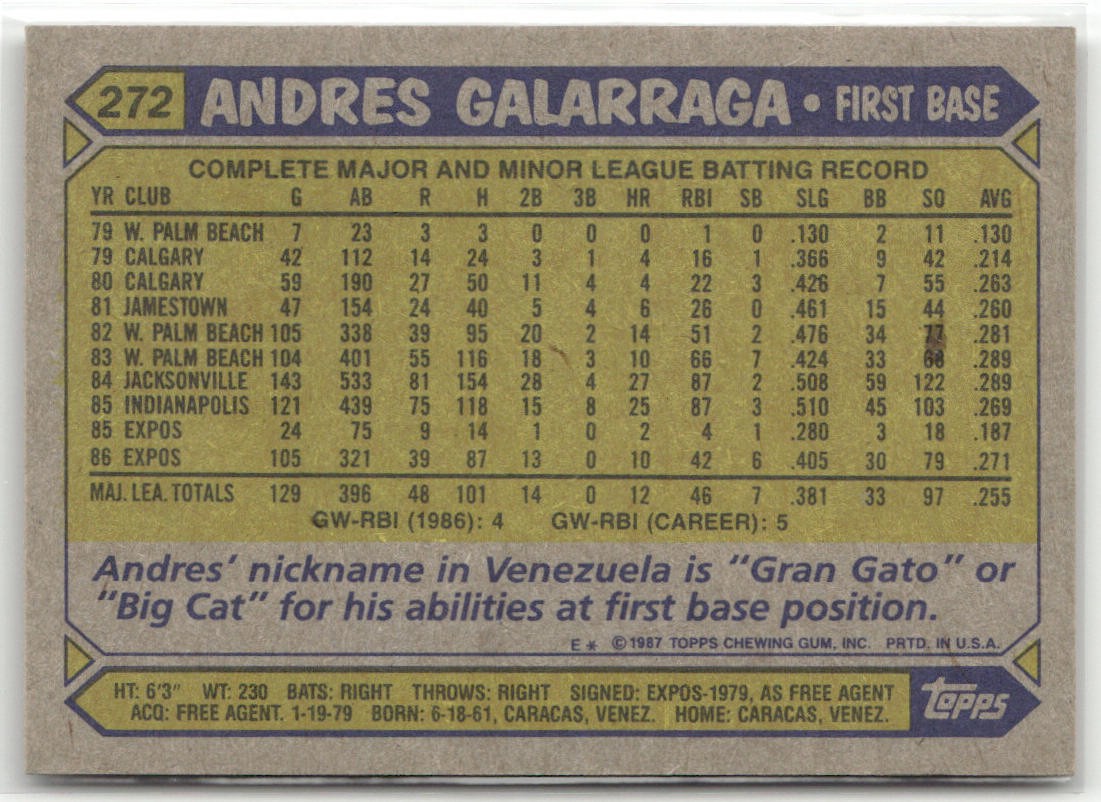 272 ANDRES GALARRAGA • FIRST BASE
COMPLETE MAJOR AND MINOR LEAGUE BATTING RECORD
YR CLUB G AB R H 2B 3B HR RBI SB SLG BB SO AVG
79 W. PALM BEACH 7 23 3 3 0 0 0 1 0 .130 2 11 .130
79 CALGARY 42 112 14 24 3 1 4 16 1 .366 9 42 .214
80 CALGARY 59 190 27 50 11 4 4 22 3 .426 7 55 .263
81 JAMESTOWN 47 154 24 40 5 4 6 26 0 .461 15 44 .260
82 W. PALM BEACH 105 338 39 95 20 2 14 51 2 .476 34 77 .281
83 W. PALM BEACH 104 401 55 116 18 3 10 66 7 .424 33 68 .289
84 JACKSONVILLE 143 533 81 154 28 4 27 87 2 .508 59 122 .289
85 INDIANAPOLIS 121 439 75 118 15 8 25 87 3 .510 45 103 .269
85 EXPOS 24 75 9 14 1 0 2 4 1 .280 3 18 .187
86 EXPOS 105 321 39 87 13 0 10 42 6 .405 30 79 .271
MAJ. LEA. TOTALS 129 396 48 101 14 0 12 46 7 .381 33 97 .255
GW-RBI (1986): 4 GW-RBI (CAREER): 5
Andres' nickname in Venezuela is "Gran Gato" or
"Big Cat" for his abilities at first base position.
E * © 1987 TOPPS CHEWING GUM, INC. PRTD. IN U.S.A.
HT: 6'3" WT: 230 BATS: RIGHT THROWS: RIGHT SIGNED: EXPOS-1979, AS FREE AGENT
ACQ: FREE AGENT. 1-19-79 BORN: 6-18-61, CARACAS, VENEZ. HOME: CARACAS, VENEZ.
topps